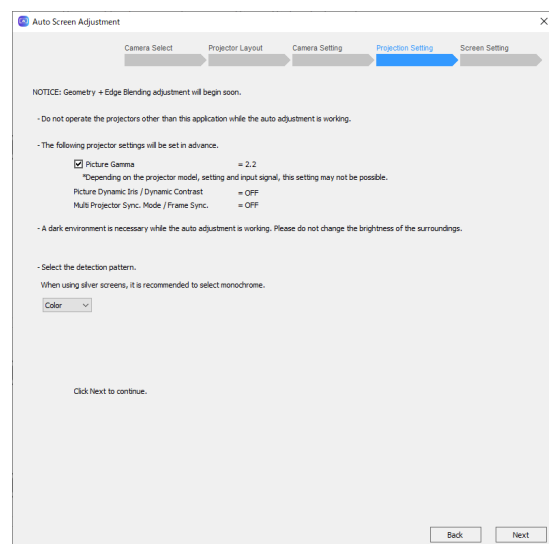 Auto Screen Adjustment
Camera Select
Projector Layout
Camera Setting
Projection Setting
Screen Setting
NOTICE: Geometry + Edge Blending adjustment will begin soon.
- Do not operate the projectors other than this application while the auto adjustment is working.
- The following projector settings will be set in advance.
Picture Gamma = 2.2
*Depending on the projector model, setting and input signal, this setting may not be possible.
Picture Dynamic Iris / Dynamic Contrast = OFF
Multi Projector Sync. Mode / Frame Sync. = OFF
- A dark environment is necessary while the auto adjustment is working. Please do not change the brightness of the surroundings.
- Select the detection pattern.
When using silver screens, it is recommended to select monochrome.
Color
Click Next to continue.
Back
Next